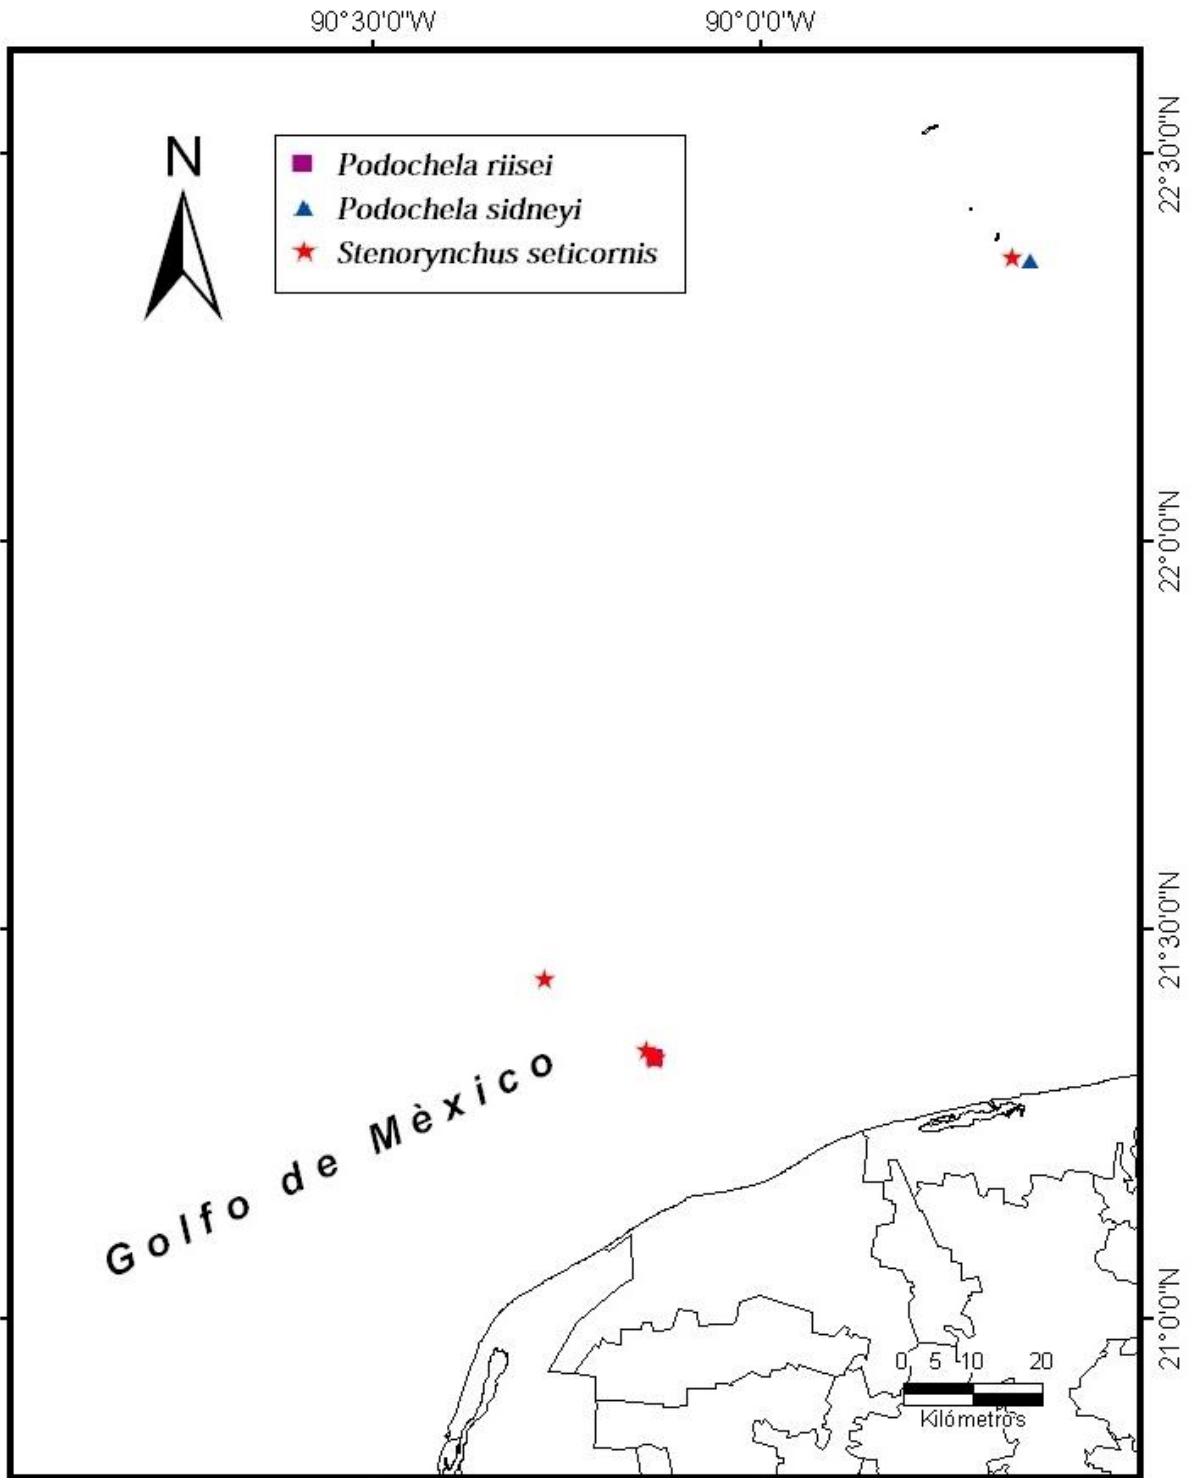 90°30'0"W
90°0'0"W
N
Podochela riisei
Podochela sidneyi
Stenorynchus seticornis
22°30'0"N
22°0'0"N
21°30'0"N
21°0'0"N
Golfo de Mèxico
0 5 10 20
Kilómetros